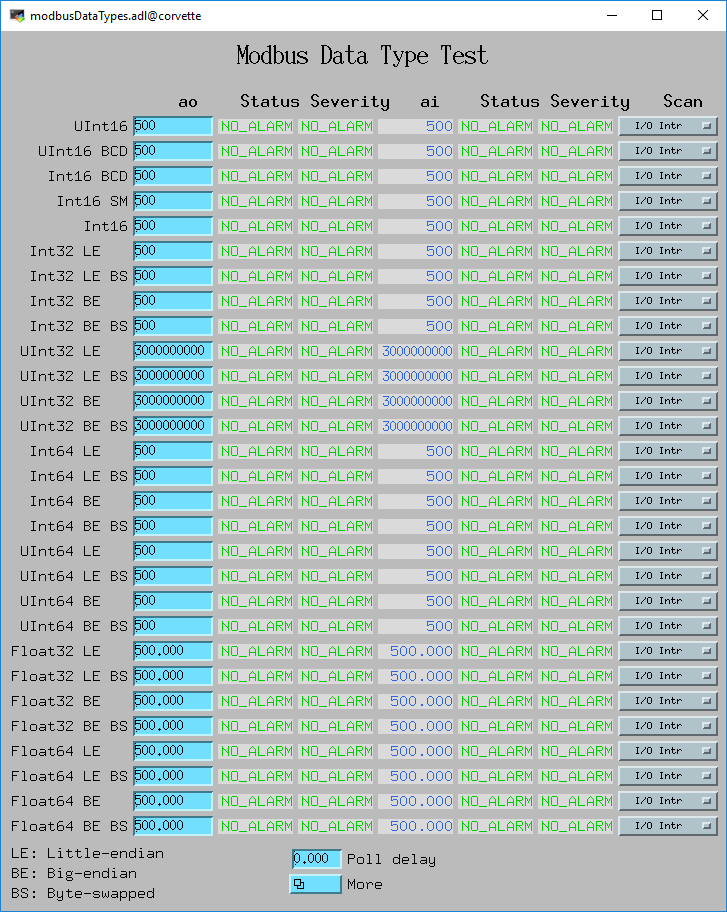 modbusDataTypes.adl@corvette
Modbus Data Type Test
ao Status Severity ai Status Severity Scan
UInt16 500 NO_ALARM NO_ALARM 500 NO_ALARM NO_ALARM I/O Intr
UInt16 BCD 500 NO_ALARM NO_ALARM 500 NO_ALARM NO_ALARM I/O Intr
Int16 BCD 500 NO_ALARM NO_ALARM 500 NO_ALARM NO_ALARM I/O Intr
Int16 SM 500 NO_ALARM NO_ALARM 500 NO_ALARM NO_ALARM I/O Intr
Int16 500 NO_ALARM NO_ALARM 500 NO_ALARM NO_ALARM I/O Intr
Int32 LE 500 NO_ALARM NO_ALARM 500 NO_ALARM NO_ALARM I/O Intr
Int32 LE BS 500 NO_ALARM NO_ALARM 500 NO_ALARM NO_ALARM I/O Intr
Int32 BE 500 NO_ALARM NO_ALARM 500 NO_ALARM NO_ALARM I/O Intr
Int32 BE BS 500 NO_ALARM NO_ALARM 500 NO_ALARM NO_ALARM I/O Intr
UInt32 LE 3000000000 NO_ALARM NO_ALARM 3000000000 NO_ALARM NO_ALARM I/O Intr
UInt32 LE BS 3000000000 NO_ALARM NO_ALARM 3000000000 NO_ALARM NO_ALARM I/O Intr
UInt32 BE 3000000000 NO_ALARM NO_ALARM 3000000000 NO_ALARM NO_ALARM I/O Intr
UInt32 BE BS 3000000000 NO_ALARM NO_ALARM 3000000000 NO_ALARM NO_ALARM I/O Intr
Int64 LE 500 NO_ALARM NO_ALARM 500 NO_ALARM NO_ALARM I/O Intr
Int64 LE BS 500 NO_ALARM NO_ALARM 500 NO_ALARM NO_ALARM I/O Intr
Int64 BE 500 NO_ALARM NO_ALARM 500 NO_ALARM NO_ALARM I/O Intr
Int64 BE BS 500 NO_ALARM NO_ALARM 500 NO_ALARM NO_ALARM I/O Intr
UInt64 LE 500 NO_ALARM NO_ALARM 500 NO_ALARM NO_ALARM I/O Intr
UInt64 LE BS 500 NO_ALARM NO_ALARM 500 NO_ALARM NO_ALARM I/O Intr
UInt64 BE 500 NO_ALARM NO_ALARM 500 NO_ALARM NO_ALARM I/O Intr
UInt64 BE BS 500 NO_ALARM NO_ALARM 500 NO_ALARM NO_ALARM I/O Intr
Float32 LE 500.000 NO_ALARM NO_ALARM 500.000 NO_ALARM NO_ALARM I/O Intr
Float32 LE BS 500.000 NO_ALARM NO_ALARM 500.000 NO_ALARM NO_ALARM I/O Intr
Float32 BE 500.000 NO_ALARM NO_ALARM 500.000 NO_ALARM NO_ALARM I/O Intr
Float32 BE BS 500.000 NO_ALARM NO_ALARM 500.000 NO_ALARM NO_ALARM I/O Intr
Float64 LE 500.000 NO_ALARM NO_ALARM 500.000 NO_ALARM NO_ALARM I/O Intr
Float64 LE BS 500.000 NO_ALARM NO_ALARM 500.000 NO_ALARM NO_ALARM I/O Intr
Float64 BE 500.000 NO_ALARM NO_ALARM 500.000 NO_ALARM NO_ALARM I/O Intr
Float64 BE BS 500.000 NO_ALARM NO_ALARM 500.000 NO_ALARM NO_ALARM I/O Intr
LE: Little-endian
BE: Big-endian
BS: Byte-swapped
0.000 Poll delay
More